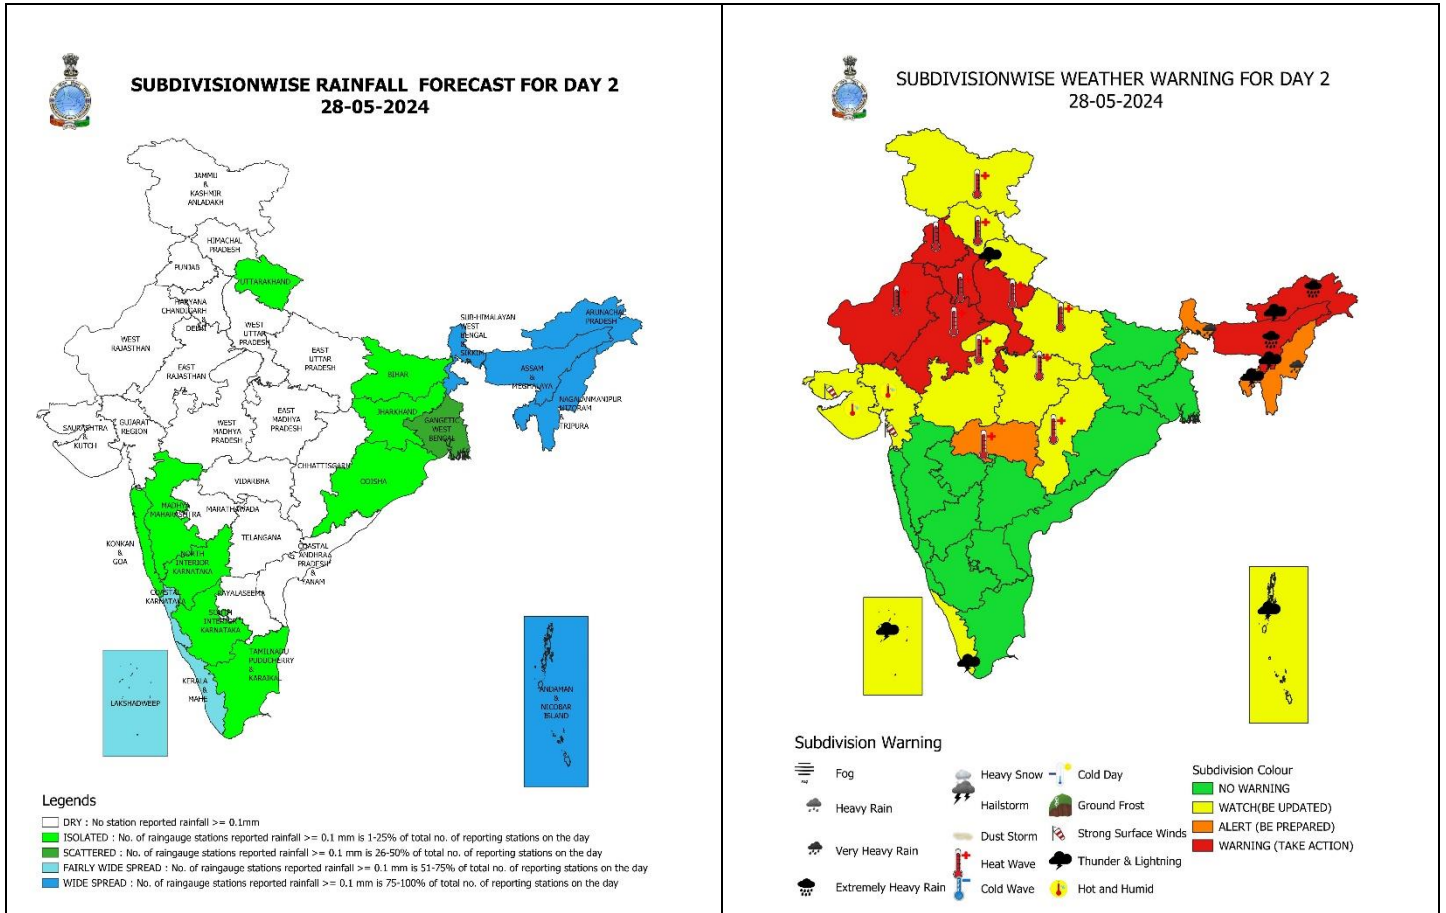 SUBDIVISIONWISE RAINFALL FORECAST FOR DAY 2
28-05-2024
JAMMU
&
KASHMIR
ANLADAKH
HIMACHAL
PRADESH
PUNJAB
UTTARAKHAND
HARYANA
CHANDIGARH
&
DELHI
WEST
UTTAR
PRADESH
WEST
RAJASTHAN
EAST
RAJASTHAN
EAST
UTTAR
PRADESH
SUB-HIMALAYAN
WEST
BENGAL
&
SIKKIM
ARUNACHAL
PRADESH
ASSAM
&
MEGHALAYA
NAGALANMANIPUR
MIZORAM
&
TRIPURA
BIHAR
JHARKHAND
GANGETIC
WEST
BENGAL
SAURASHTRA
&
KUTCH
GUJARAT
REGION
WEST
MADHYA
PRADESH
EAST
MADHYA
PRADESH
CHHATTISGARH
ODISHA
VIDARBHA
MADHYA
MAHARASHTRA
MARATHAWADA
TELANGANA
KONKAN
&
GOA
NORTH
INTERIOR
KARNATAKA
COASTAL
ANDHRA
PRADESH
&
YANAM
COASTAL
KARNATAKA
RAYALASEEMA
SOUTH
INTERIOR
KARNATAKA
TAMILNADU
PUDUCHERRY
&
KARAIKAL
KERALA
&
MAHE
LAKSHADWEEP
ANDAMAN
&
NICOBAR
ISLAND
Legends
DRY : No station reported rainfall >= 0.1mm
ISOLATED : No. of raingauge stations reported rainfall >= 0.1 mm is 1-25% of total no. of reporting stations on the day
SCATTERED : No. of raingauge stations reported rainfall >= 0.1 mm is 26-50% of total no. of reporting stations on the day
FAIRLY WIDE SPREAD : No. of raingauge stations reported rainfall >= 0.1 mm is 51-75% of total no. of reporting stations on the day
WIDE SPREAD : No. of raingauge stations reported rainfall >= 0.1 mm is 75-100% of total no. of reporting stations on the day
SUBDIVISIONWISE WEATHER WARNING FOR DAY 2
28-05-2024
Subdivision Warning
Fog
Heavy Rain
Very Heavy Rain
Extremely Heavy Rain
Heavy Snow
Hailstorm
Dust Storm
Heat Wave
Cold Wave
Cold Day
Ground Frost
Strong Surface Winds
Thunder & Lightning
Hot and Humid
Subdivision Colour
NO WARNING
WATCH(BE UPDATED)
ALERT (BE PREPARED)
WARNING (TAKE ACTION)